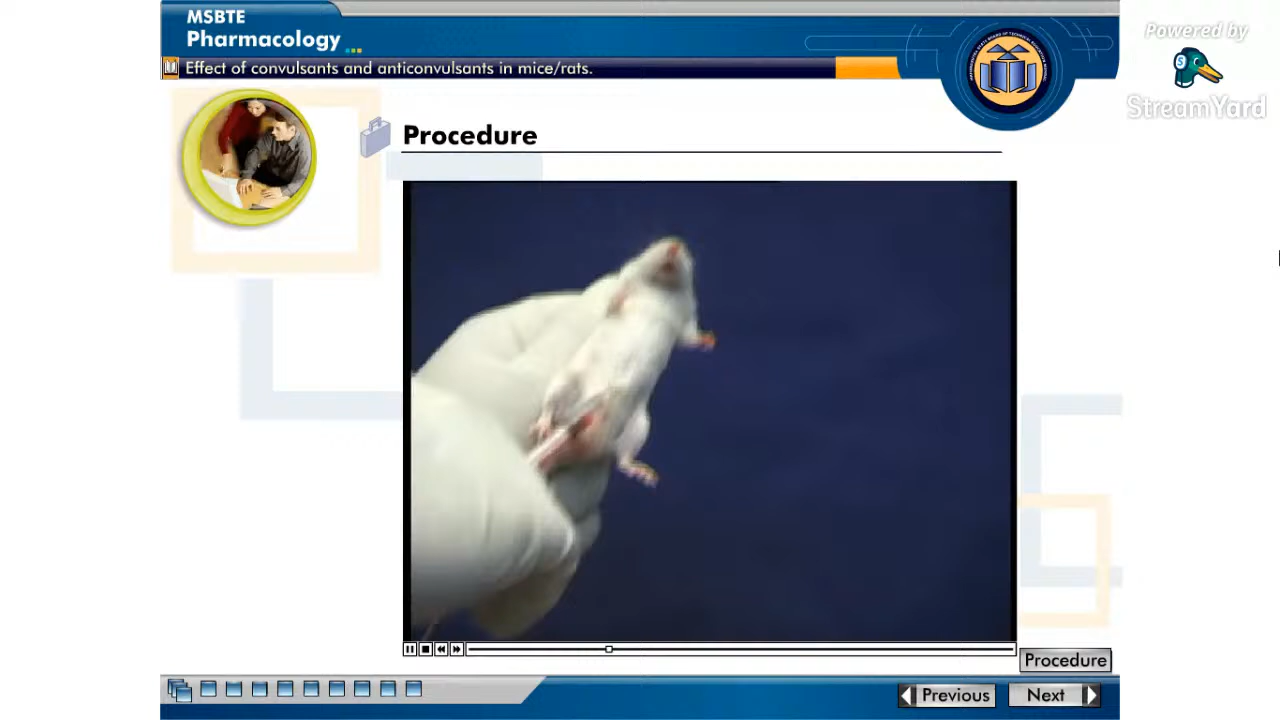 MSBTE
Pharmacology
Effect of convulsants and anticonvulsants in mice/rats.
Powered by
StreamYard
Procedure
Procedure
Previous
Next